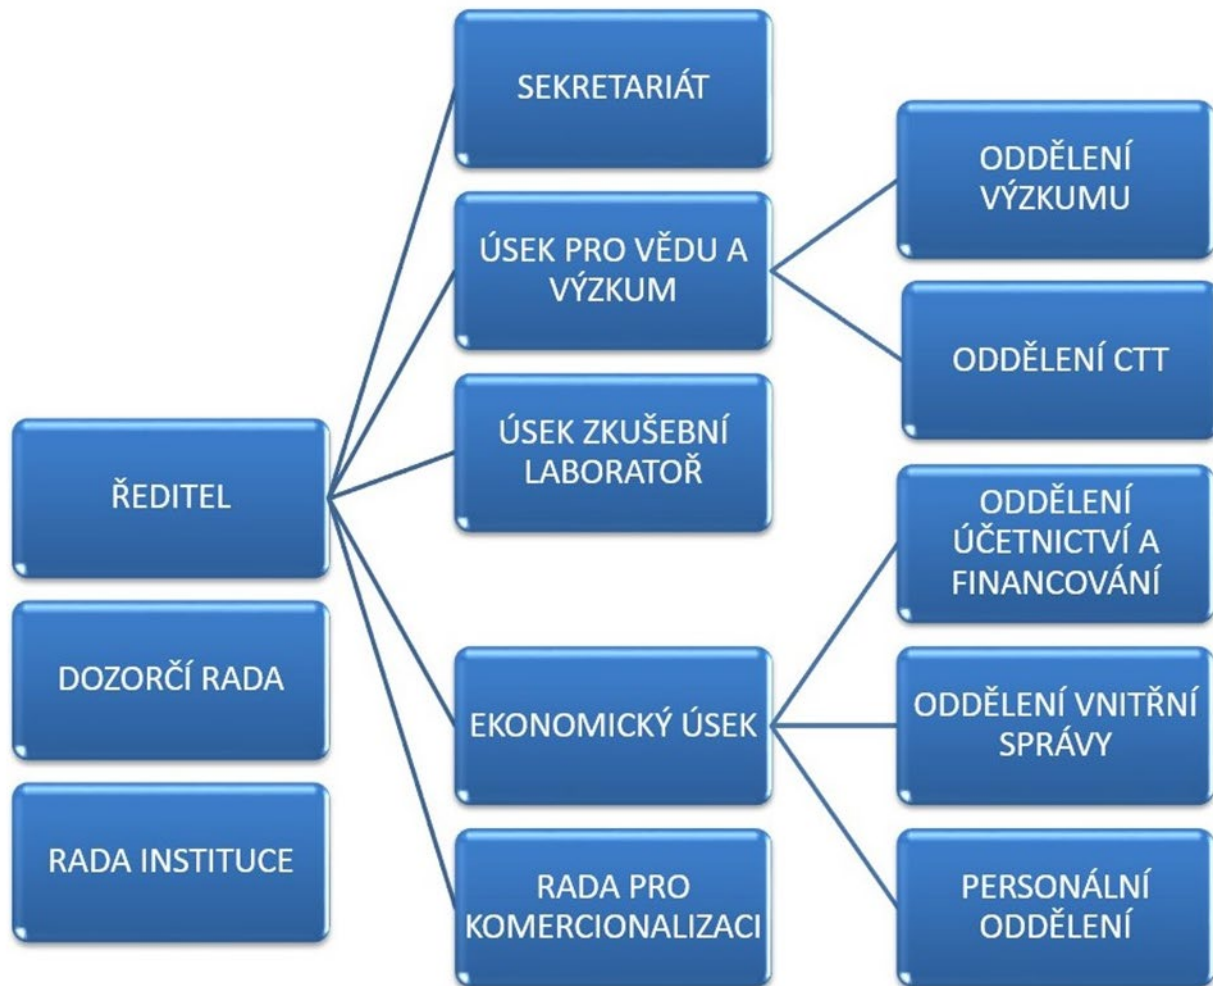 SEKRETARIÁT
ÚSEK PRO VĚDU A
VÝZKUM
ÚSEK ZKUŠEBNÍ
LABORATOŘ
ŘEDITEL
DOZORČÍ RADA
RADA INSTITUCE
EKONOMICKÝ ÚSEK
RADA PRO
KOMERCIONALIZACI
ODDĚLENÍ
VÝZKUMU
ODDĚLENÍ CTT
ODDĚLENÍ
ÚČETNICTVÍ A
FINANCOVÁNÍ
ODDĚLENÍ VNITŘNÍ
SPRÁVY
PERSONÁLNÍ
ODDĚLENÍ